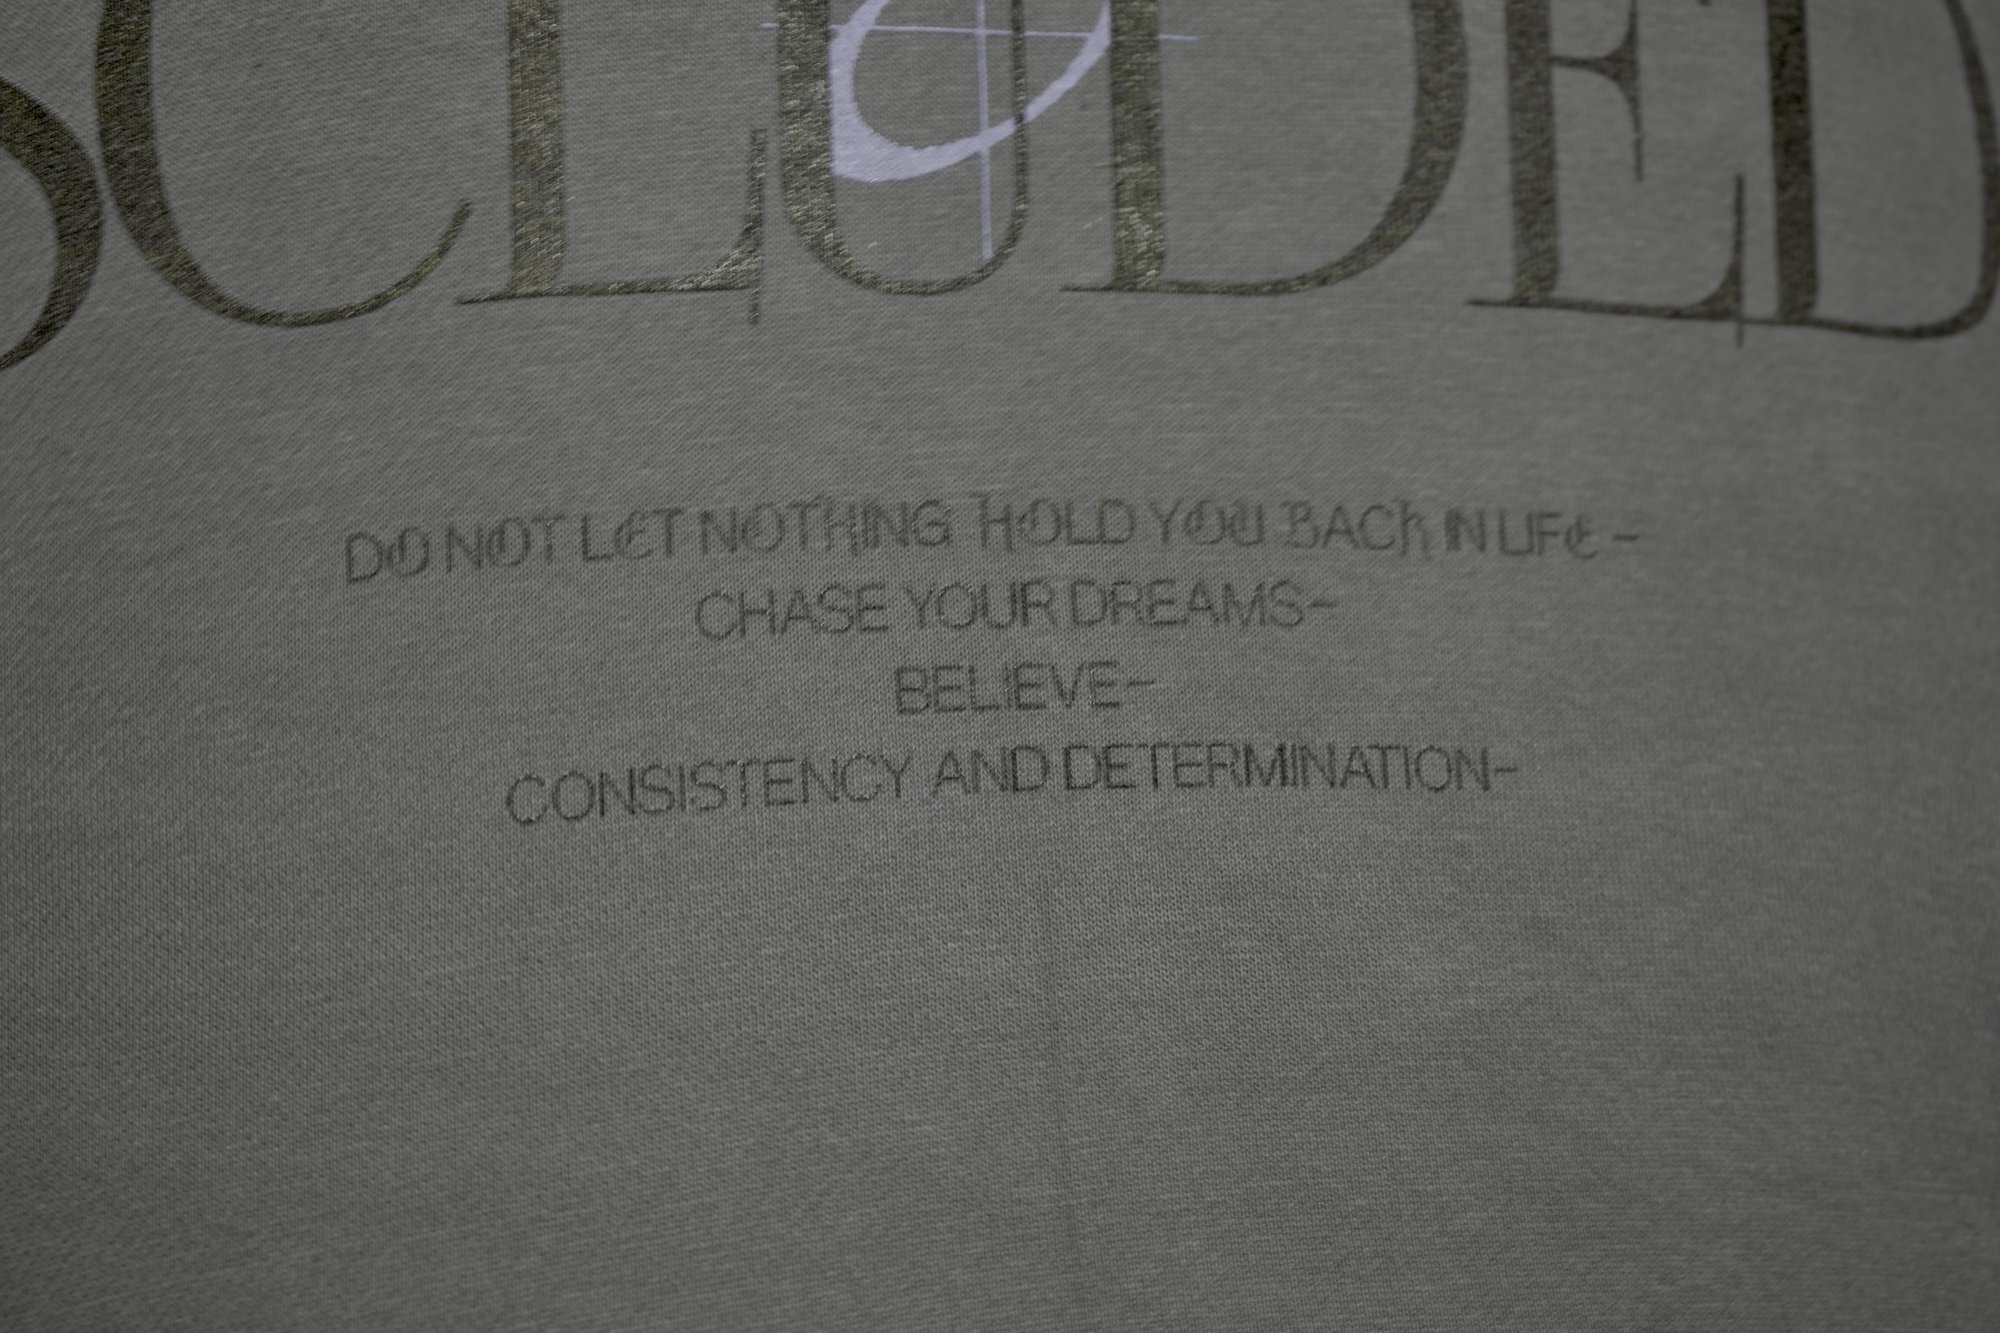 SCLUDED
DO NOT LET NOTHING HOLD YOU BACK IN LIFE –
CHASE YOUR DREAMS–
BELIEVE–
CONSISTENCY AND DETERMINATION–